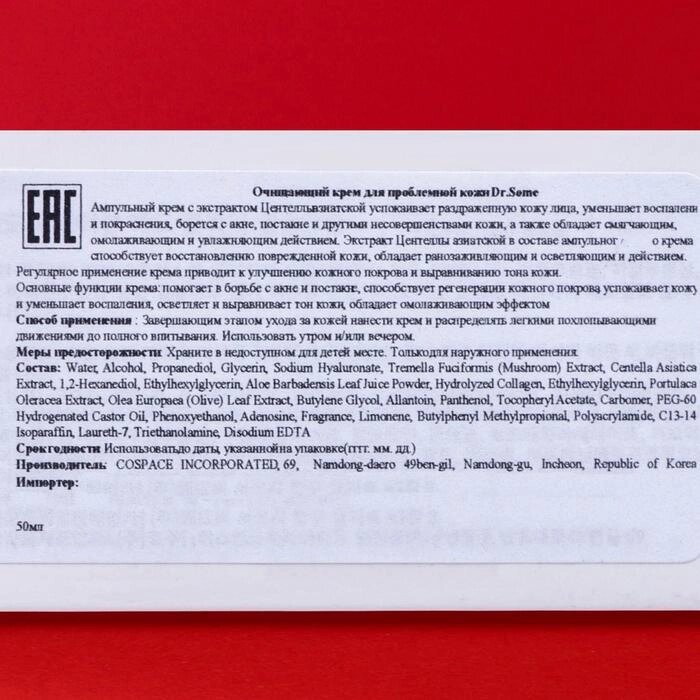 EAC
Очищающий крем для проблемной кожи Dr.Some
Ампульный крем с экстрактом Центеллыазиатской успокаивает раздраженную кожу лица, уменьшает воспалени
и покраснения, борется с акне, постакне и другими несовершенствами кожи, а также обладает смягчающим,
омолаживающим и увлажняющим действием. Экстракт Центеллы азиатской в составе ампульног о крема
способствует восстановлению поврежденной кожи, обладает ранозаживляющим и осветляющим и действием.
Регулярное применение крема приводит к улучшению кожного покрова и выравниванию тона кожи.
Основные функции крема: помогает в борьбе с акне и постакне, способствует регенерации кожного покрова, успокаивает кожу
и уменьшает воспаления, осветляет и выравнивает тон кожи, обладает омолаживающим эффектом
Способ применения : Завершающим этапом ухода за кожей нанести крем и распределять легкими похлопывающими
движениями до полного впитывания. Использовать утром и/или вечером.
Меры предосторожности: Храните в недоступном для детей месте. Только для наружного применения.
Состав: Water, Alcohol, Propanediol, Glycerin, Sodium Hyaluronate, Tremella Fuciformis (Mushroom) Extract, Centella Asiatica
Extract, 1,2-Hexanediol, Ethylhexylglycerin, Aloe Barbadensis Leaf Juice Powder, Hydrolyzed Collagen, Ethylhexylglycerin, Portulaca
Oleracea Extract, Olea Europaea (Olive) Leaf Extract, Butylene Glycol, Allantoin, Panthenol, Tocopheryl Acetate, Carbomer, PEG-60
Hydrogenated Castor Oil, Phenoxyethanol, Adenosine, Fragrance, Limonene, Butylphenyl Methylpropional, Polyacrylamide, C13-14
Isoparaffin, Laureth-7, Triethanolamine, Disodium EDTA
Срок годности: Использовать до даты, указанной на упаковке (гггг. мм. дд.)
Производитель: COSPACE INCORPORATED, 69, Namdong-daero 49ben-gil, Namdong-gu, Incheon, Republic of Korea
Импортер:
50мл